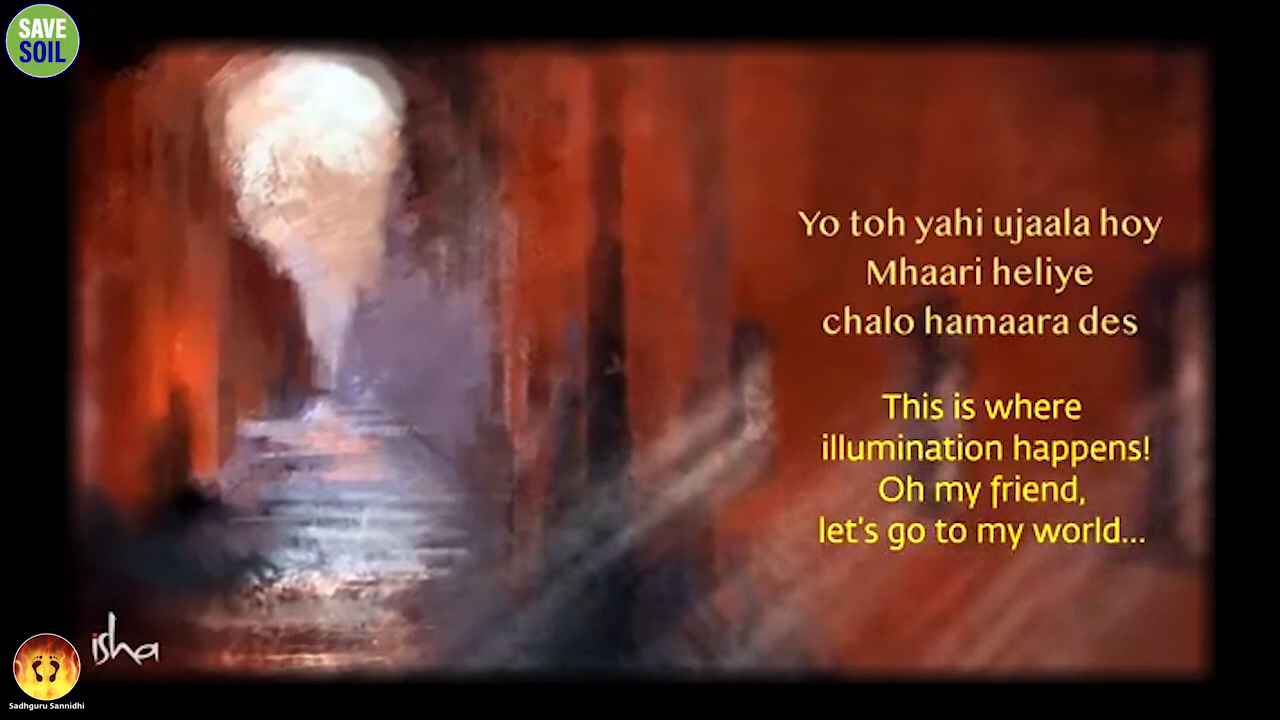 SAVE
SOIL
Yo toh yahi ujaala hoy
Mhaari heliye
chalo hamaara des
This is where
illumination happens!
Oh my friend,
let's go to my world...
isha
Sadhguru Sannidhi